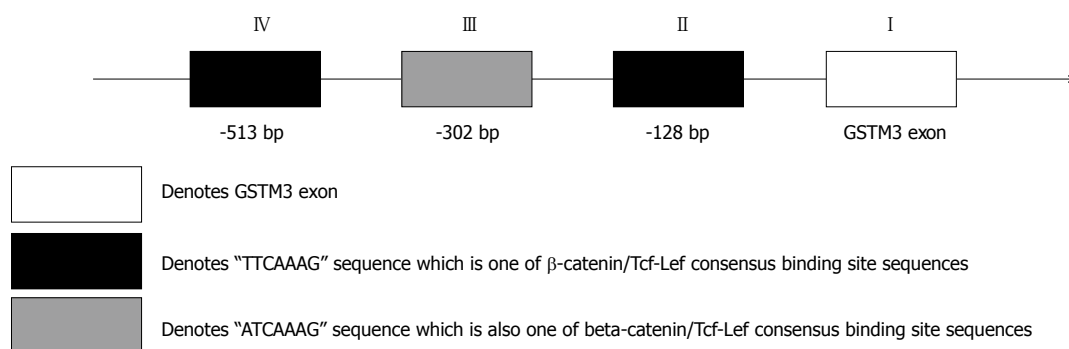 Ⅳ Ⅲ Ⅱ Ⅰ
-513 bp -302 bp -128 bp GSTM3 exon
Denotes GSTM3 exon
Denotes “TTCAAAG” sequence which is one of β-catenin/Tcf-Lef consensus binding site sequences
Denotes “ATCAAAG” sequence which is also one of beta-catenin/Tcf-Lef consensus binding site sequences